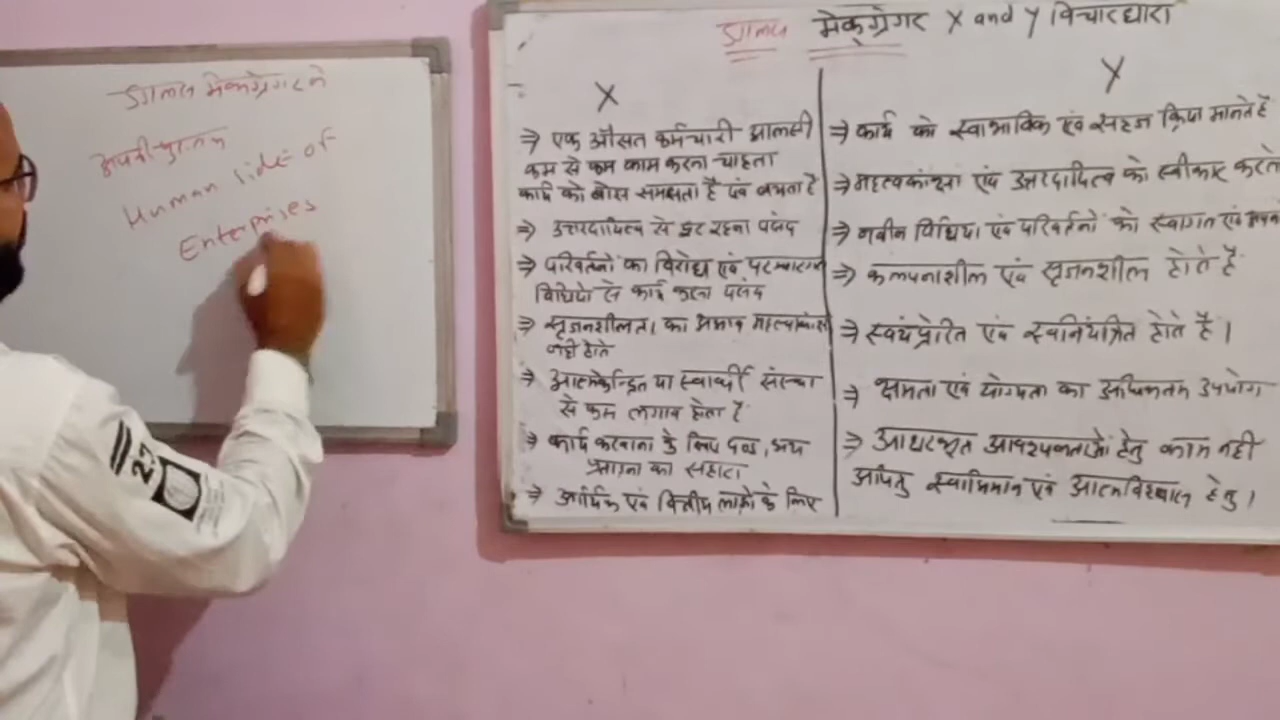 डगलस मेकग्रेगर ने
अपनी पुस्तक
Human side of
Enterprises
डगलस मेक्ग्रेगर X and Y विचारधारा
X
⇒ एक औसत कर्मचारी आलसी
कम से कम काम करना चाहता
कार्य को बोझ समझता है एवं बचता है
⇒ उत्तरदायित्व से हट रहना पसंद
⇒ परिवर्तनों का विरोध एवं परम्परागत
विधियों से कार्य करना पसंद
⇒ सृजनशीलता का अभाव महत्वाकांक्षी
नहीं होते
⇒ आत्मकेन्द्रित या स्वार्थी संस्था
से कम लगाव होता है
⇒ कार्य करवाना के लिए दण्ड, भय
का सहारा
⇒ आर्थिक एवं वित्तीय लाभों के लिए
Y
⇒ कार्य को स्वाभाविक एवं सहज क्रिया मानते हैं
⇒ महत्वकांक्षा एवं उत्तरदायित्व को स्वीकार करते
⇒ नवीन विधियों एवं परिवर्तनों को स्वागत एवं
⇒ कल्पनाशील एवं सृजनशील होते हैं
⇒ स्वयंप्रेरित एवं स्वनियंत्रित होते हैं।
⇒ क्षमता एवं योग्यता का अधिकतम उपयोग
⇒ आधारभूत आवश्यकताओं हेतु काम नहीं
अपितु स्वाभिमान एवं आत्मविश्वास हेतु।
27